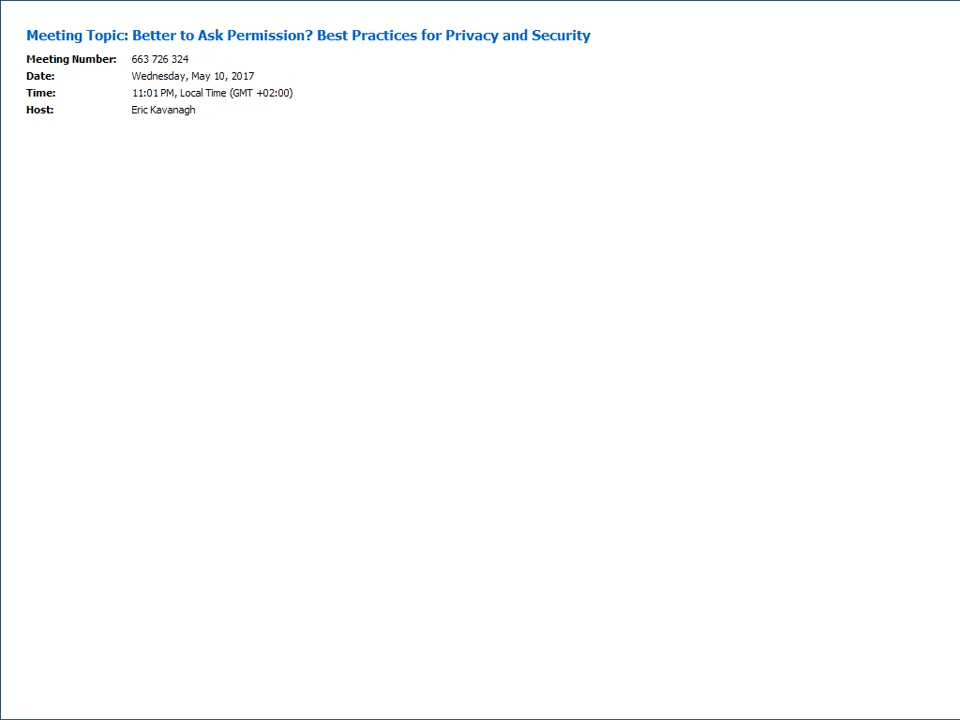 Meeting Topic: Better to Ask Permission? Best Practices for Privacy and Security
Meeting Number: 663 726 324
Date: Wednesday, May 10, 2017
Time: 11:01 PM, Local Time (GMT +02:00)
Host: Eric Kavanagh